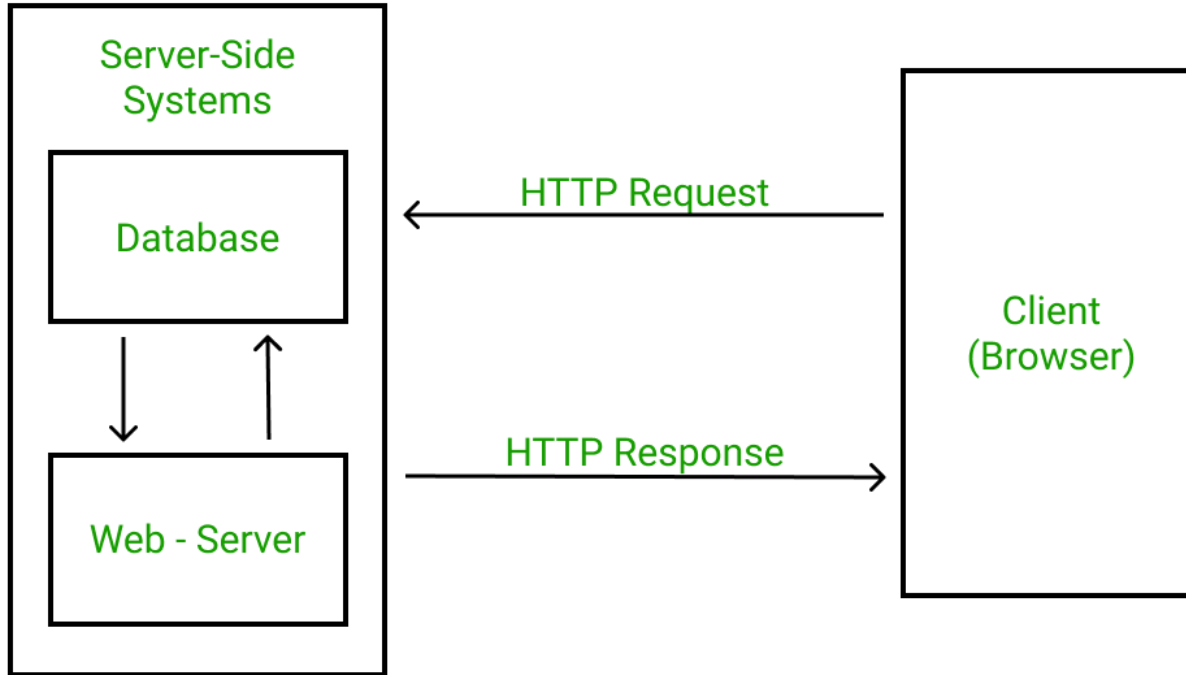 Server-Side
Systems
Database
Web - Server
HTTP Request
HTTP Response
Client
(Browser)